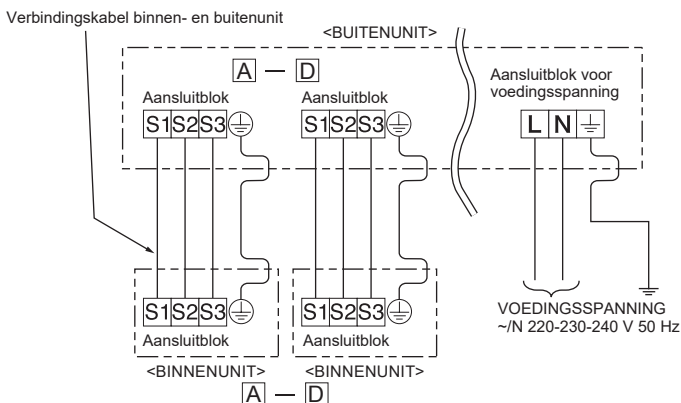 Verbindingskabel binnen- en buitenunit
<BUITENUNIT>
A — D
Aansluitblok
S1 S2 S3
Aansluitblok
S1 S2 S3
Aansluitblok voor
voedingsspanning
L N
S1 S2 S3
Aansluitblok
<BINNENUNIT>
S1 S2 S3
Aansluitblok
<BINNENUNIT>
A — D
VOEDINGSSPANNING
~/N 220-230-240 V 50 Hz